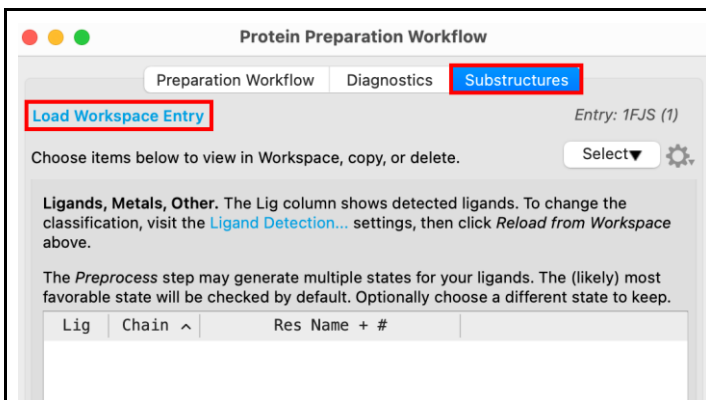 Protein Preparation Workflow
Preparation Workflow Diagnostics Substructures
Load Workspace Entry Entry: 1FJS (1)
Choose items below to view in Workspace, copy, or delete. Select▼
Ligands, Metals, Other. The Lig column shows detected ligands. To change the
classification, visit the Ligand Detection... settings, then click Reload from Workspace
above.
The Preprocess step may generate multiple states for your ligands. The (likely) most
favorable state will be checked by default. Optionally choose a different state to keep.
Lig Chain Res Name + #